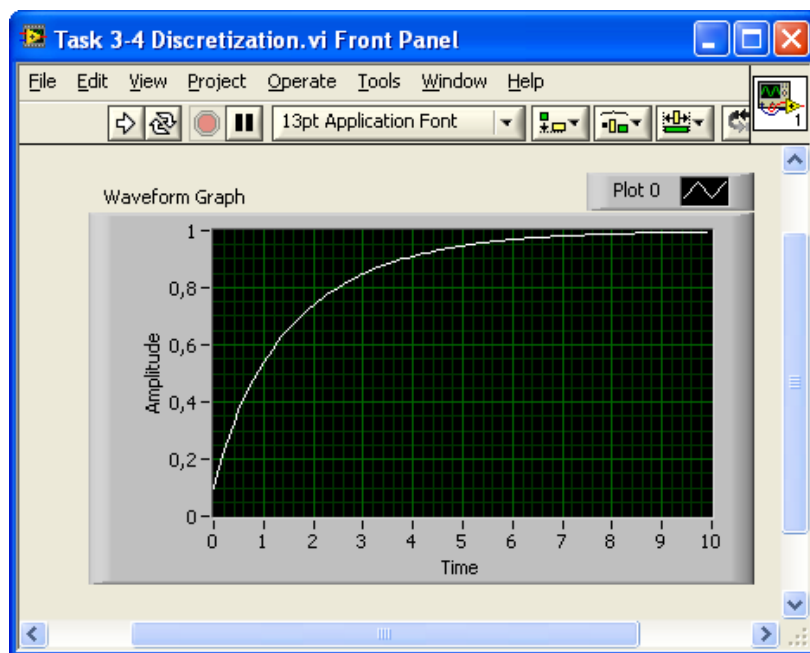 Task 3-4 Discretization.vi Front Panel
File Edit View Project Operate Tools Window Help
13pt Application Font
1
Waveform Graph
Plot 0
Amplitude
1
0,8
0,6
0,4
0,2
0
0 1 2 3 4 5 6 7 8 9 10
Time